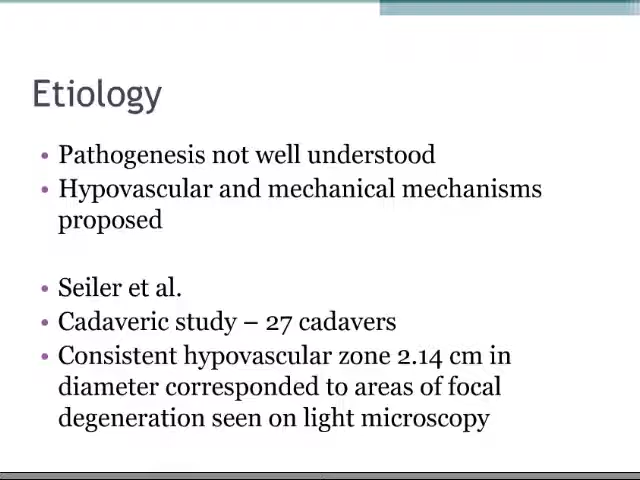 Etiology
• Pathogenesis not well understood
• Hypovascular and mechanical mechanisms
proposed
• Seiler et al.
• Cadaveric study – 27 cadavers
• Consistent hypovascular zone 2.14 cm in
diameter corresponded to areas of focal
degeneration seen on light microscopy